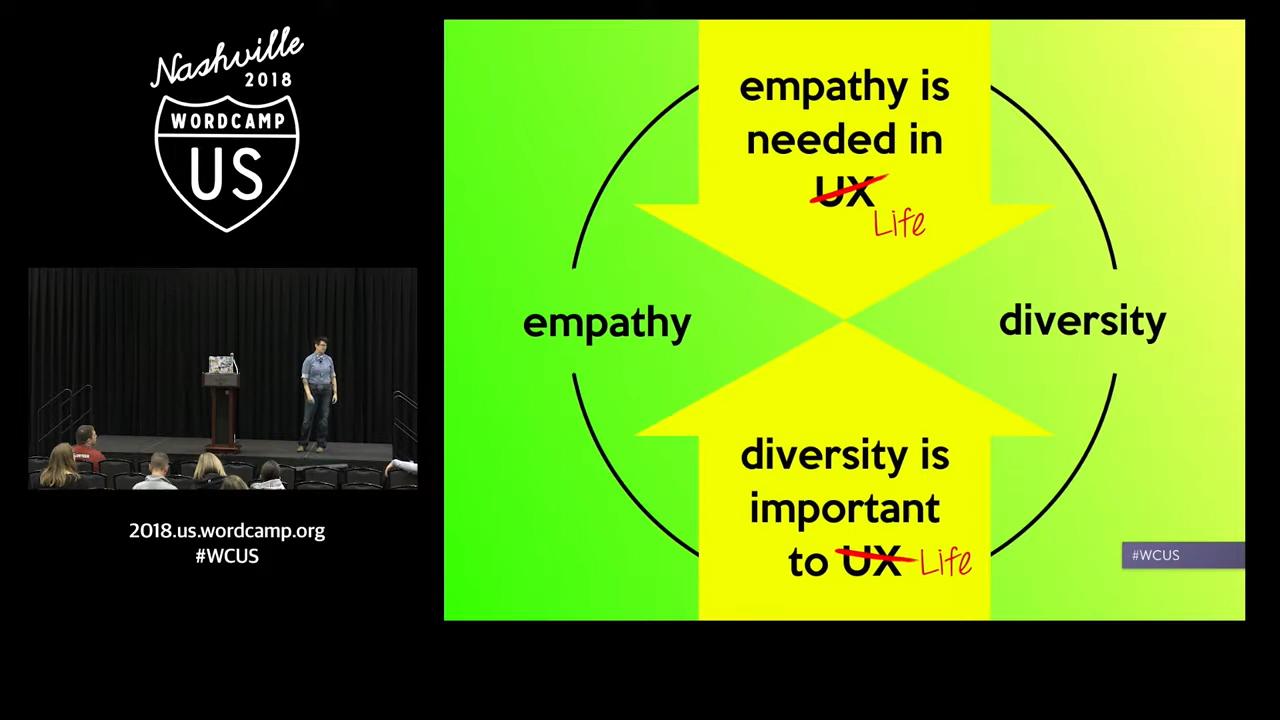 Nashville
2018
WORDCAMP
US
2018.us.wordcamp.org
#WCUS
empathy is
needed in
UX
Life
empathy
diversity
diversity is
important
to UX Life
#WCUS